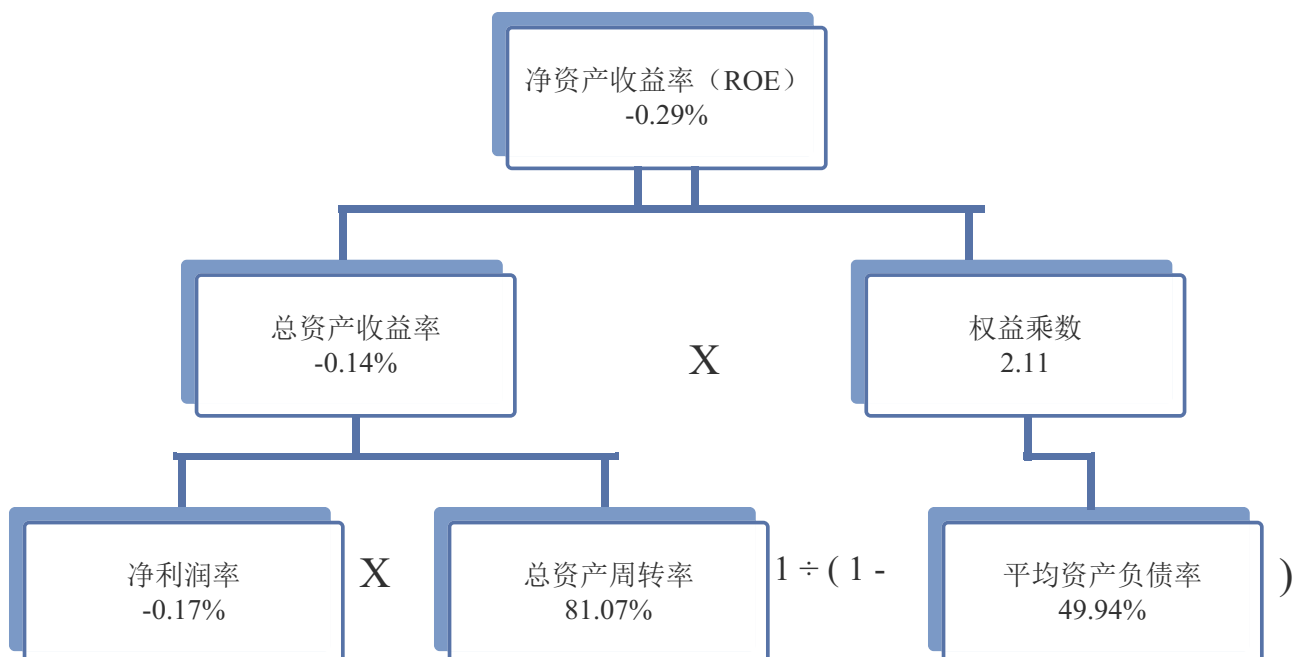 净资产收益率（ROE）
-0.29%
总资产收益率
-0.14%
X
权益乘数
2.11
净利润率
-0.17%
X
总资产周转率
81.07%
1 ÷ ( 1 -
平均资产负债率
49.94%
)